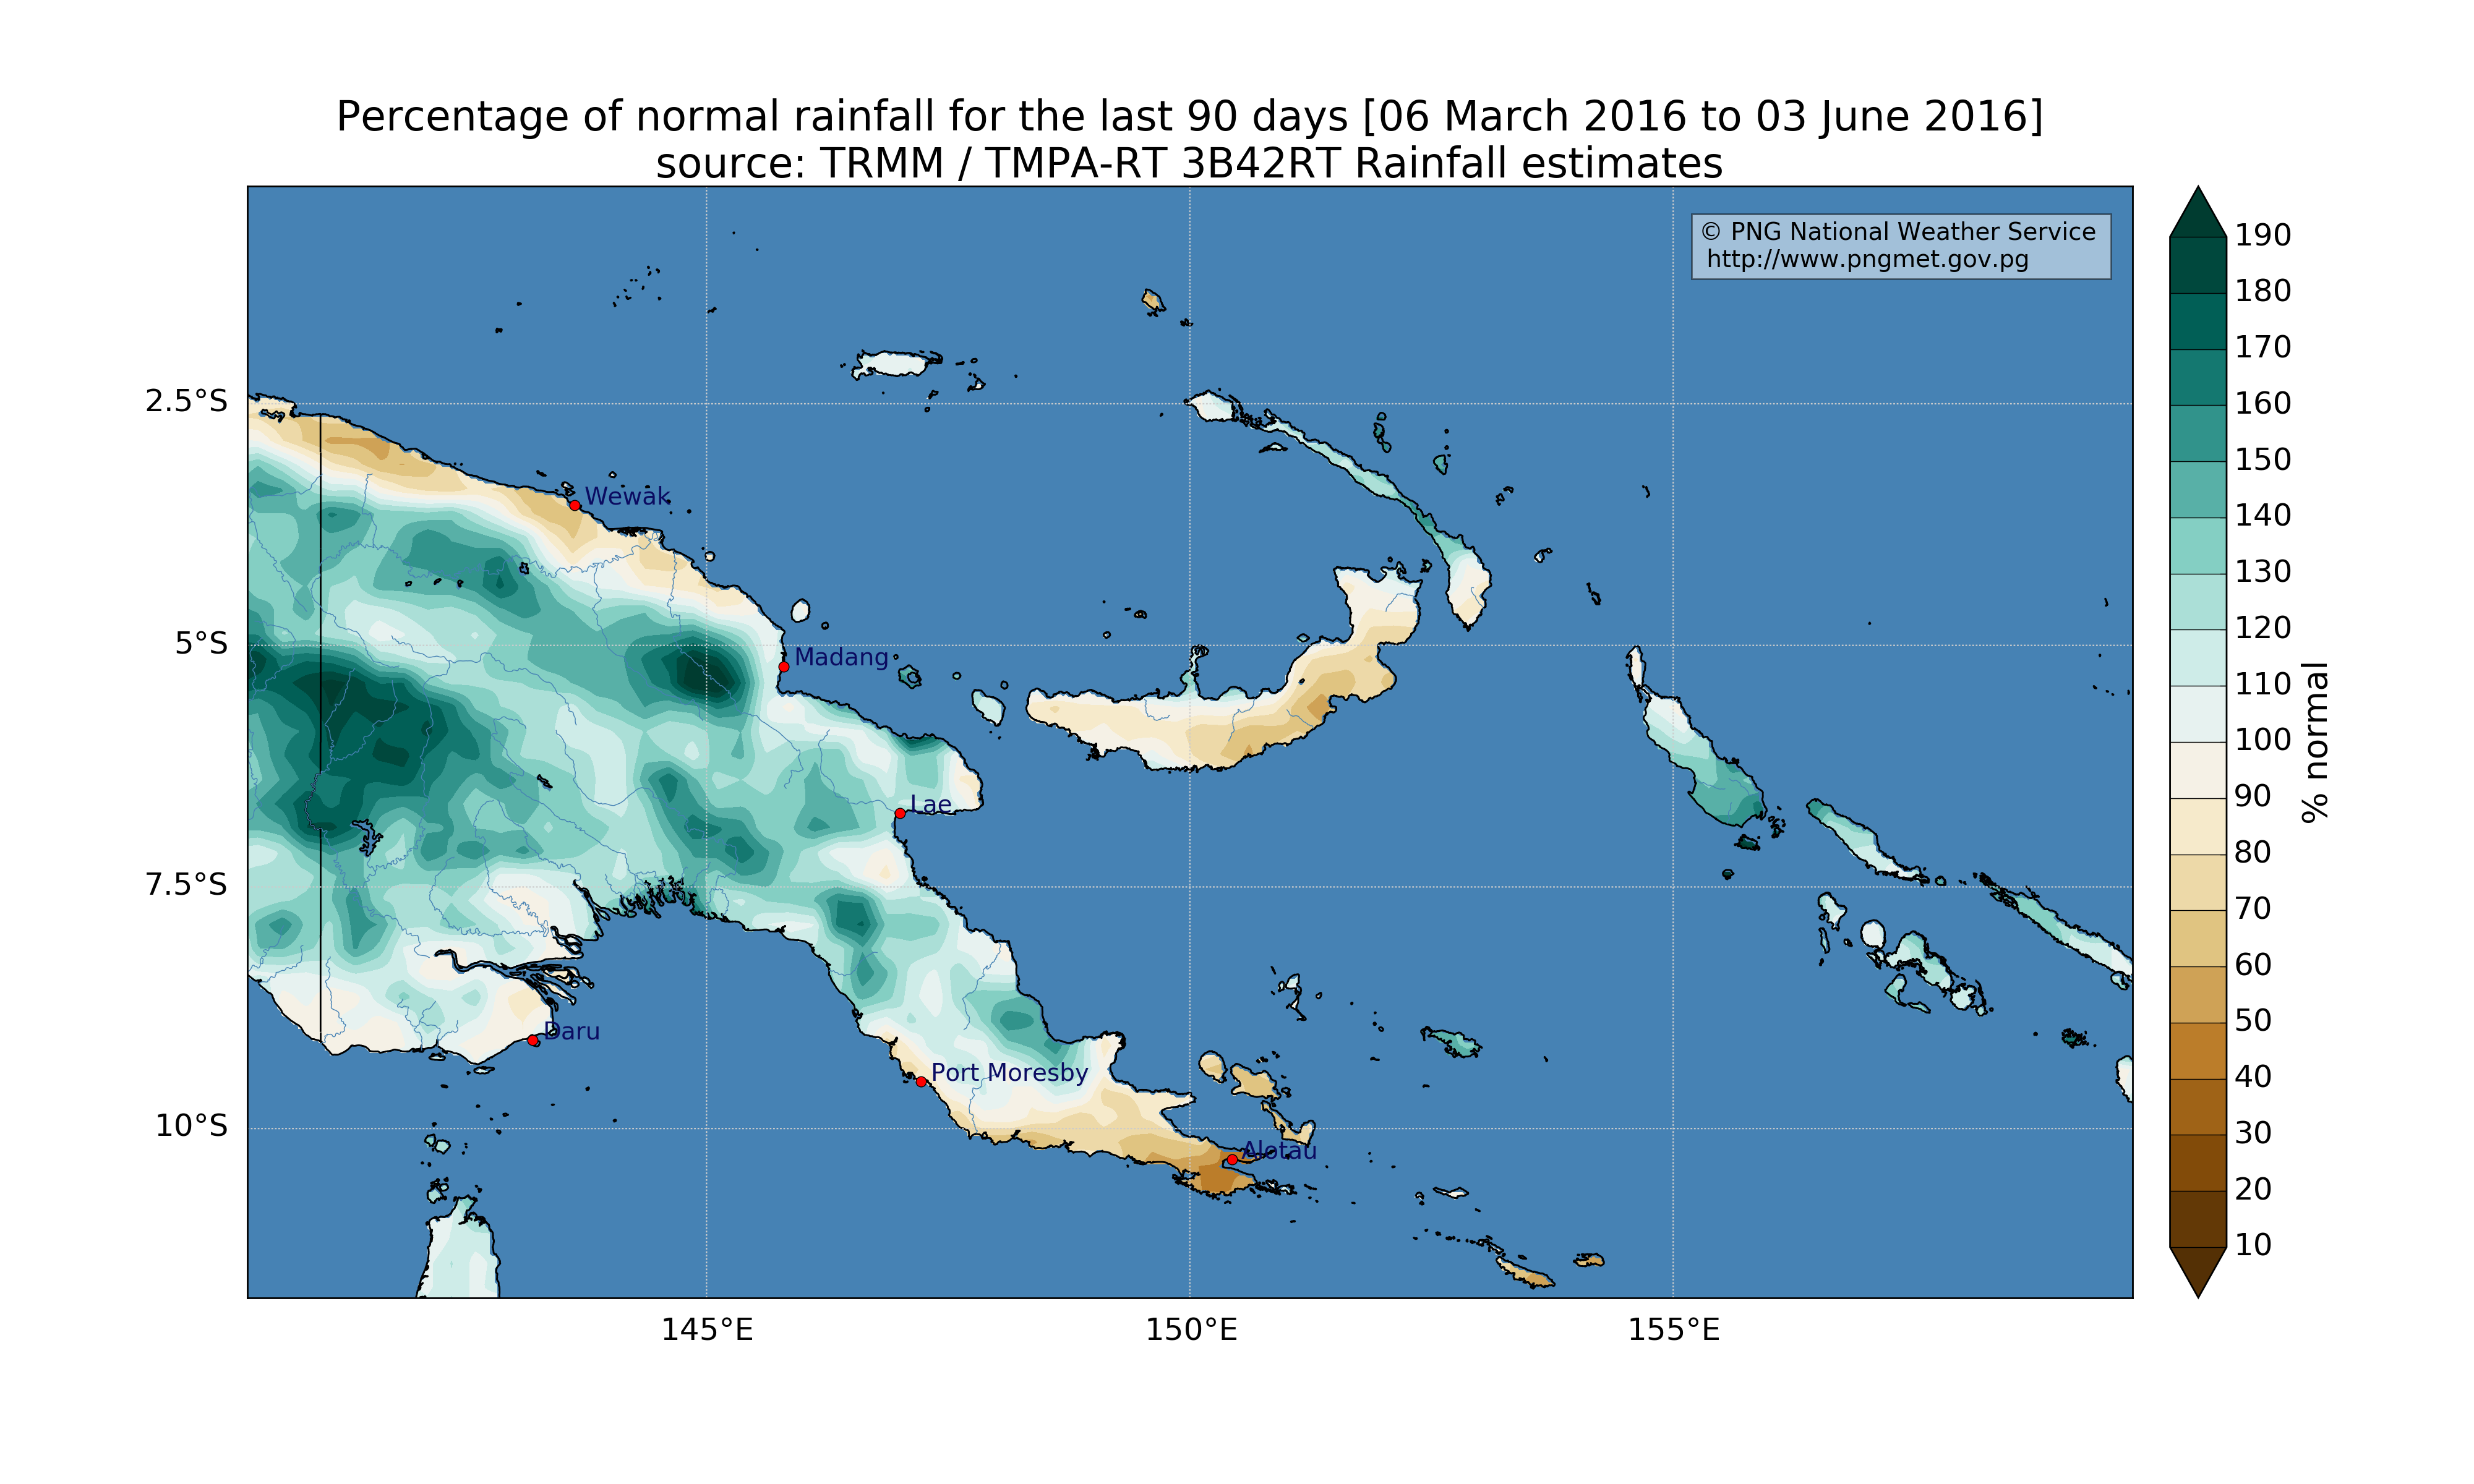 Percentage of normal rainfall for the last 90 days [06 March 2016 to 03 June 2016]
source: TRMM / TMPA-RT 3B42RT Rainfall estimates
© PNG National Weather Service
http://www.pngmet.gov.pg
190
180
170
160
150
140
130
120
110
100
90
80
70
60
50
40
30
20
10
% normal
2.5°S
5°S
7.5°S
10°S
Wewak
Madang
Lae
Daru
Port Moresby
Alotau
145°E
150°E
155°E